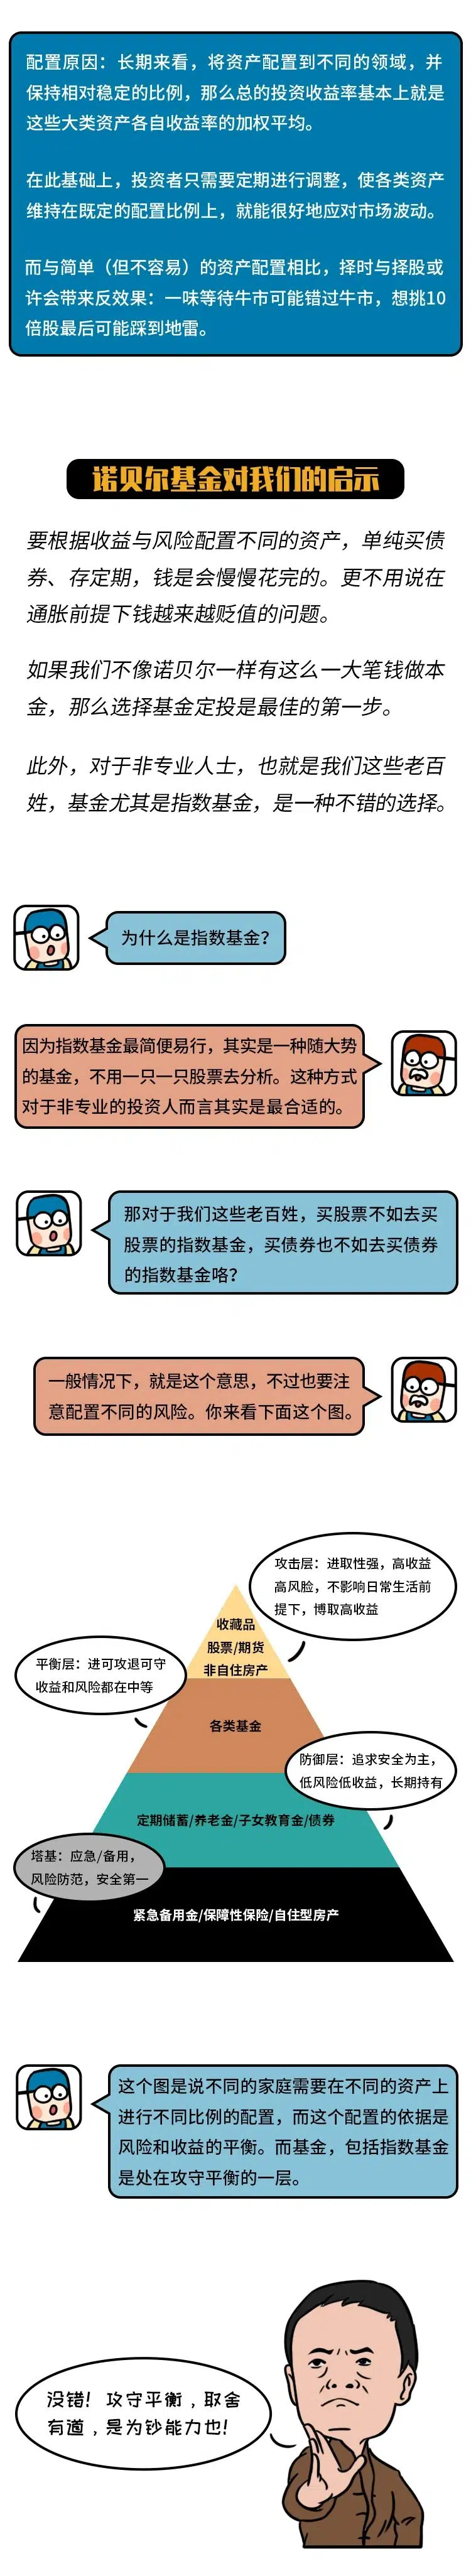 配置原因：长期来看，将资产配置到不同的领域，并
保持相对稳定的比例，那么总的投资收益率基本上就是
这些大类资产各自收益率的加权平均。
在此基础上，投资者只需要定期进行调整，使各类资产
维持在既定的配置比例上，就能很好地应对市场波动。
而与简单（但不容易）的资产配置相比，择时与择股或
许会带来反效果：一味等待牛市可能错过牛市，想挑10
倍股最后可能踩到地雷。
诺贝尔基金对我们的启示
要根据收益与风险配置不同的资产，单纯买债
券、存定期，钱是会慢慢花完的。更不用说在
通胀前提下钱越来越贬值的问题。
如果我们不像诺贝尔一样有这么一大笔钱做本
金，那么选择基金定投是最佳的第一步。
此外，对于非专业人士，也就是我们这些老百
姓，基金尤其是指数基金，是一种不错的选择。
为什么是指数基金？
因为指数基金最简便易行，其实是一种随大势
的基金，不用一只一只股票去分析。这种方式
对于非专业的投资人而言其实是最合适的。
那对于我们这些老百姓，买股票不如去买
股票的指数基金，买债券也不如去买债券
的指数基金咯？
一般情况下，就是这个意思，不过也要注
意配置不同的风险。你来看下面这个图。
攻击层：进取性强，高收益
高风脸，不影响日常生活前
提下，博取高收益
收藏品
股票/期货
非自住房产
平衡层：进可攻退可守
收益和风险都在中等
各类基金
防御层：追求安全为主，
低风险低收益，长期持有
定期储蓄/养老金/子女教育金/债券
塔基：应急/备用，
风险防范，安全第一
紧急备用金/保障性保险/自住型房产
这个图是说不同的家庭需要在不同的资产上
进行不同比例的配置，而这个配置的依据是
风险和收益的平衡。而基金，包括指数基金
是处在攻守平衡的一层。
没错！攻守平衡，取舍
有道，是为钞能力也！